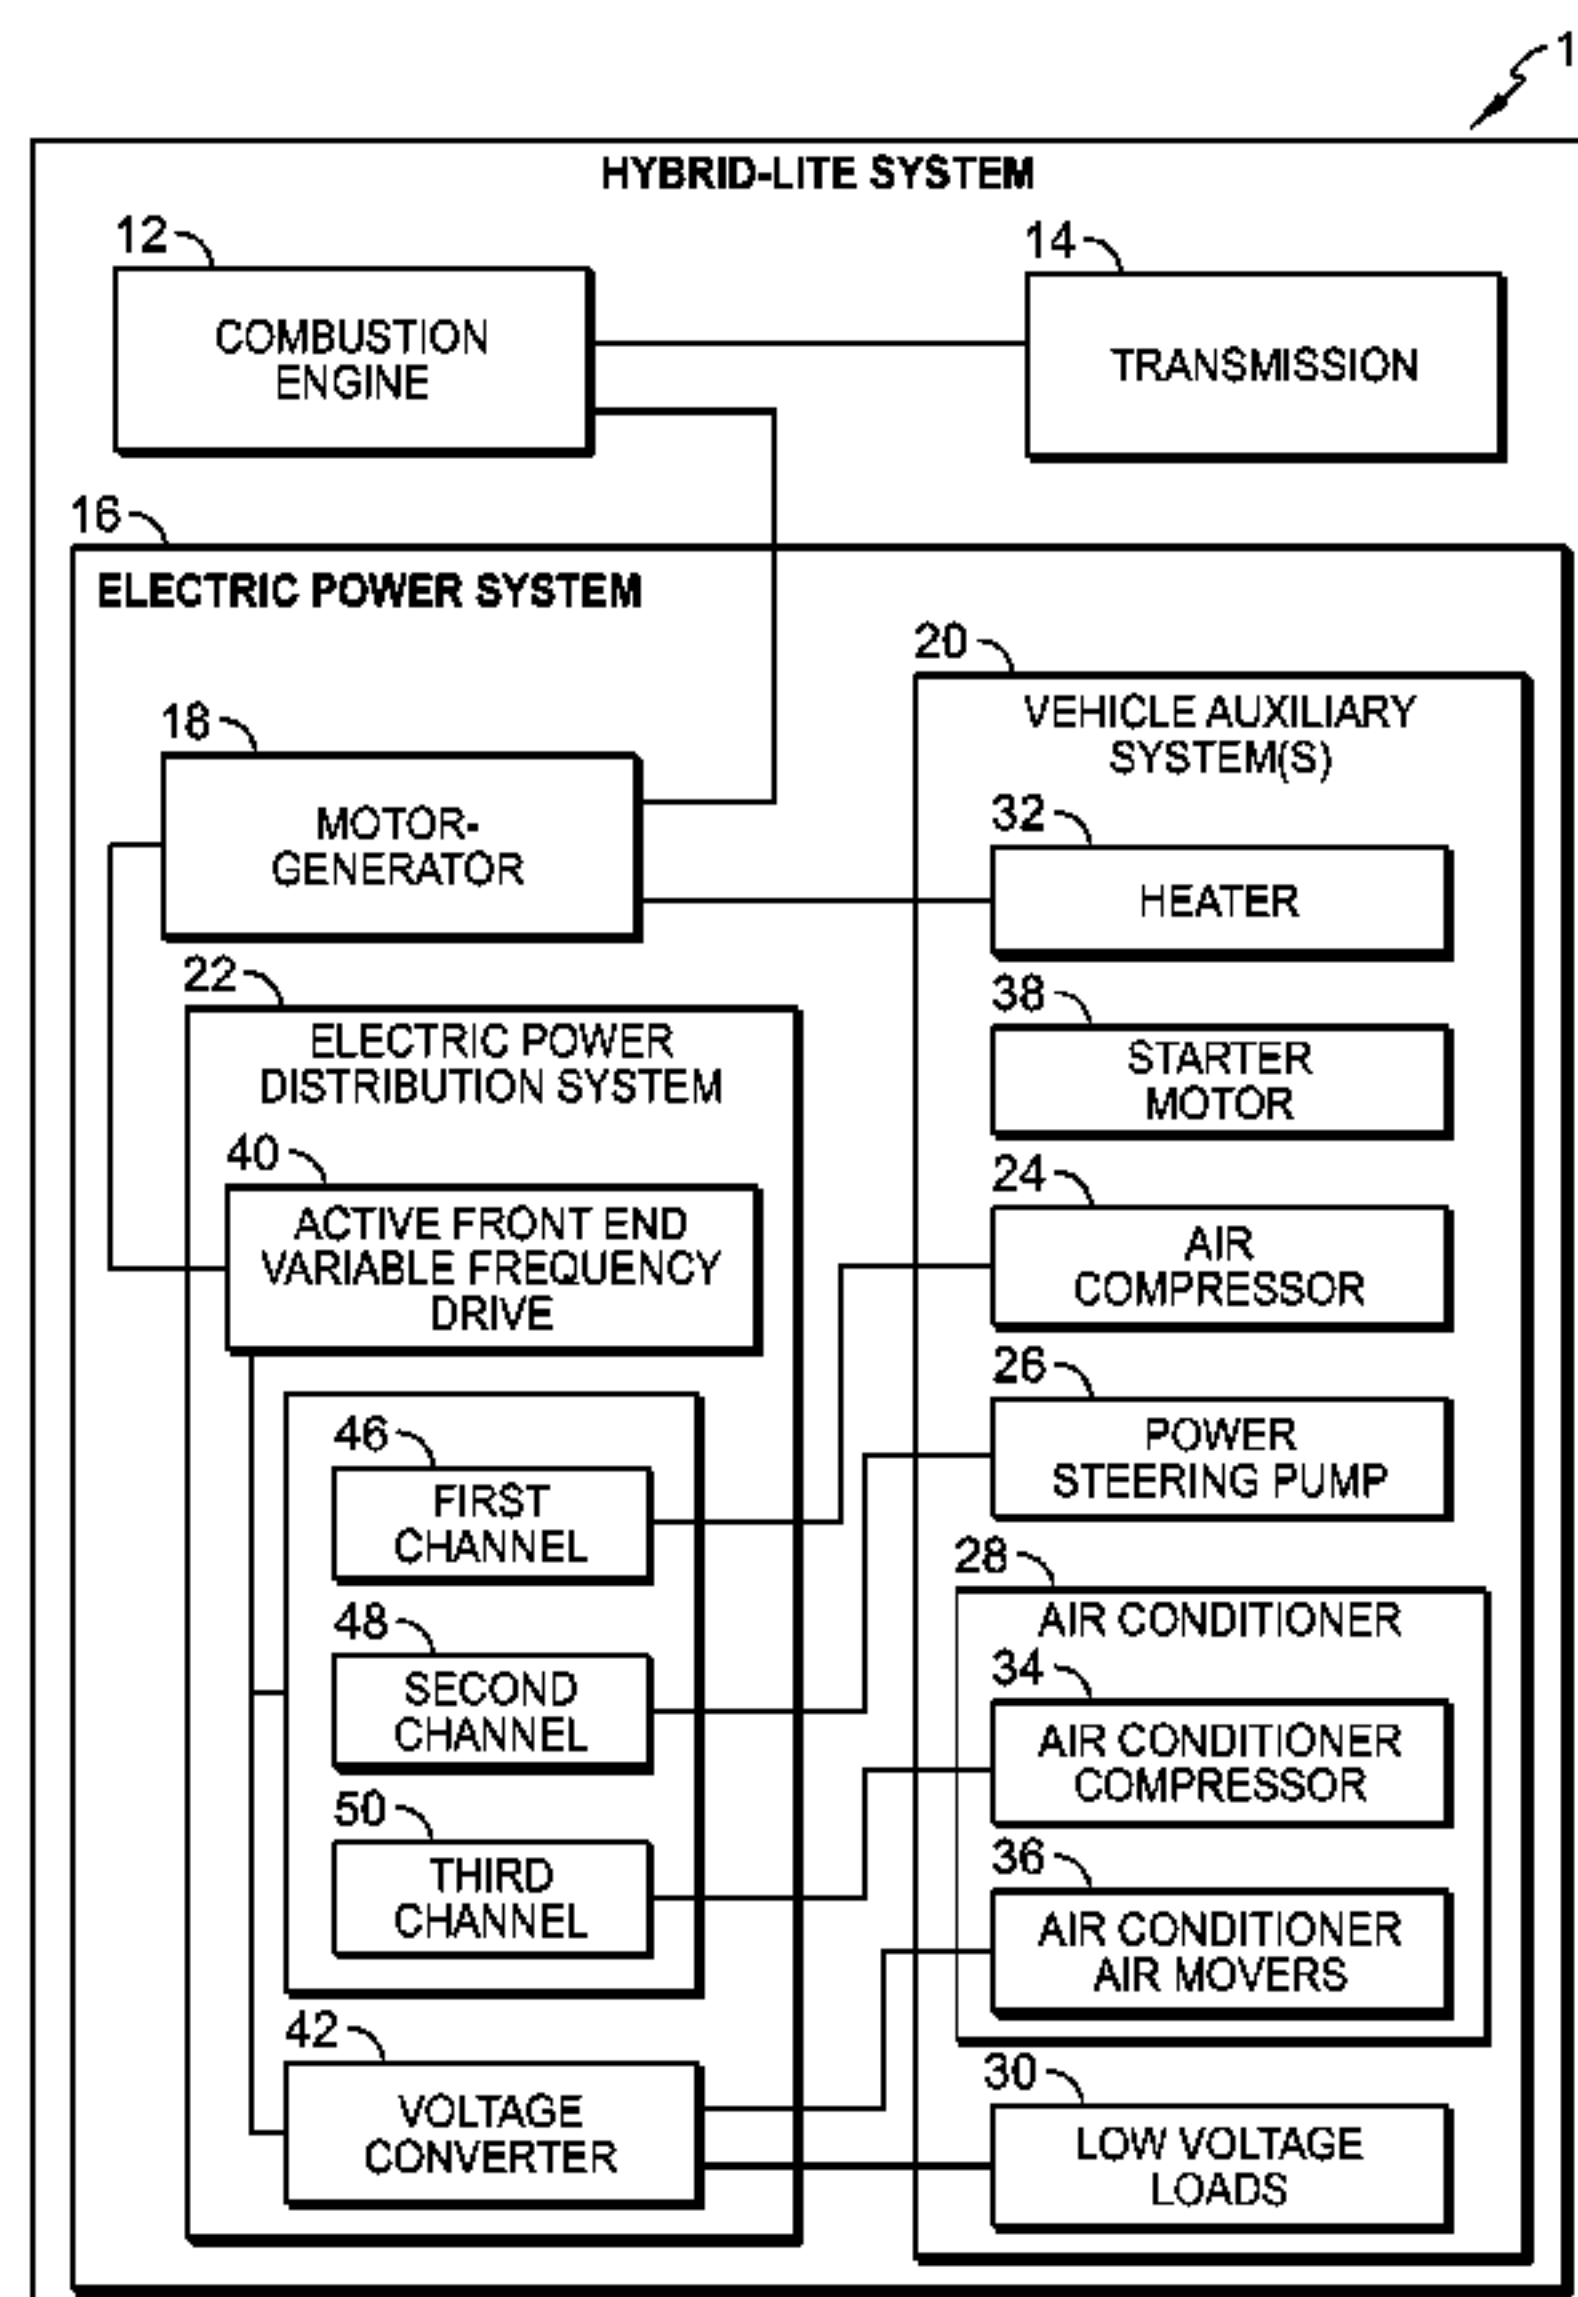 1
HYBRID-LITE SYSTEM
12
COMBUSTION
ENGINE
14
TRANSMISSION
16
ELECTRIC POWER SYSTEM
18
MOTOR-
GENERATOR
22
ELECTRIC POWER
DISTRIBUTION SYSTEM
40
ACTIVE FRONT END
VARIABLE FREQUENCY
DRIVE
46
FIRST
CHANNEL
48
SECOND
CHANNEL
50
THIRD
CHANNEL
42
VOLTAGE
CONVERTER
20
VEHICLE AUXILIARY
SYSTEM(S)
32
HEATER
38
STARTER
MOTOR
24
AIR
COMPRESSOR
26
POWER
STEERING PUMP
28
AIR CONDITIONER
34
AIR CONDITIONER
COMPRESSOR
36
AIR CONDITIONER
AIR MOVERS
30
LOW VOLTAGE
LOADS